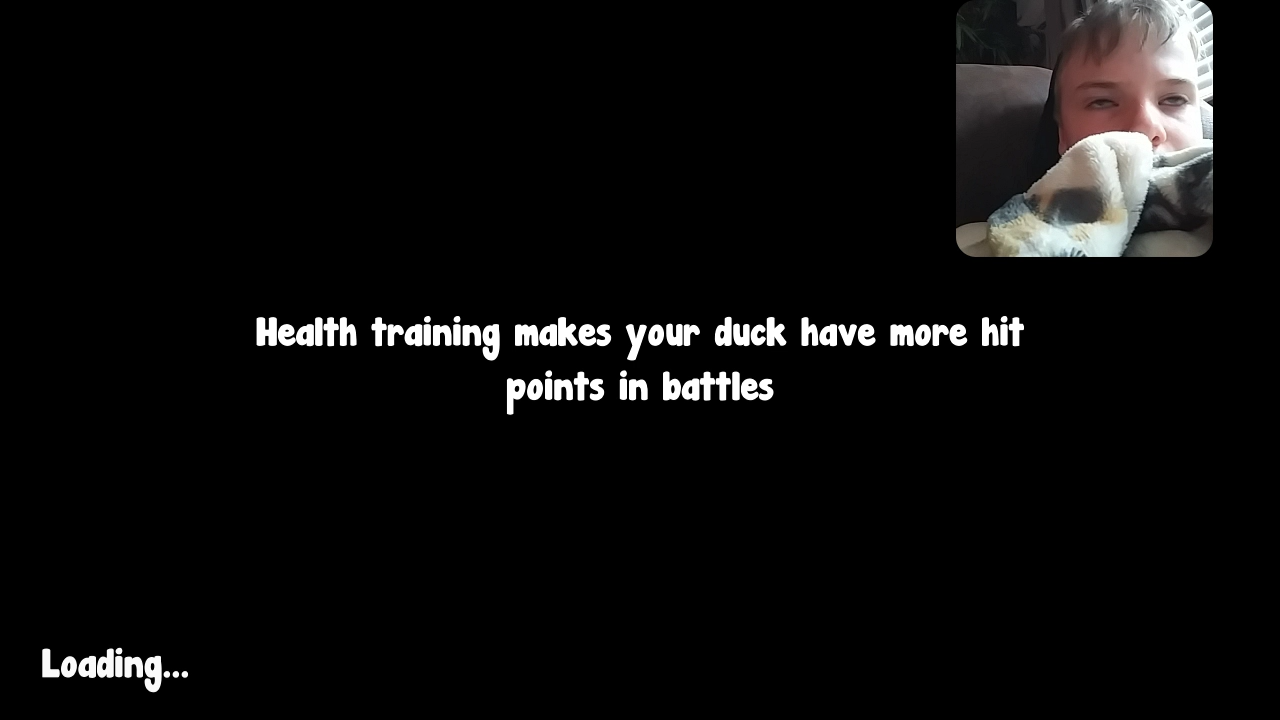 Health training makes your duck have more hit
points in battles
Loading...